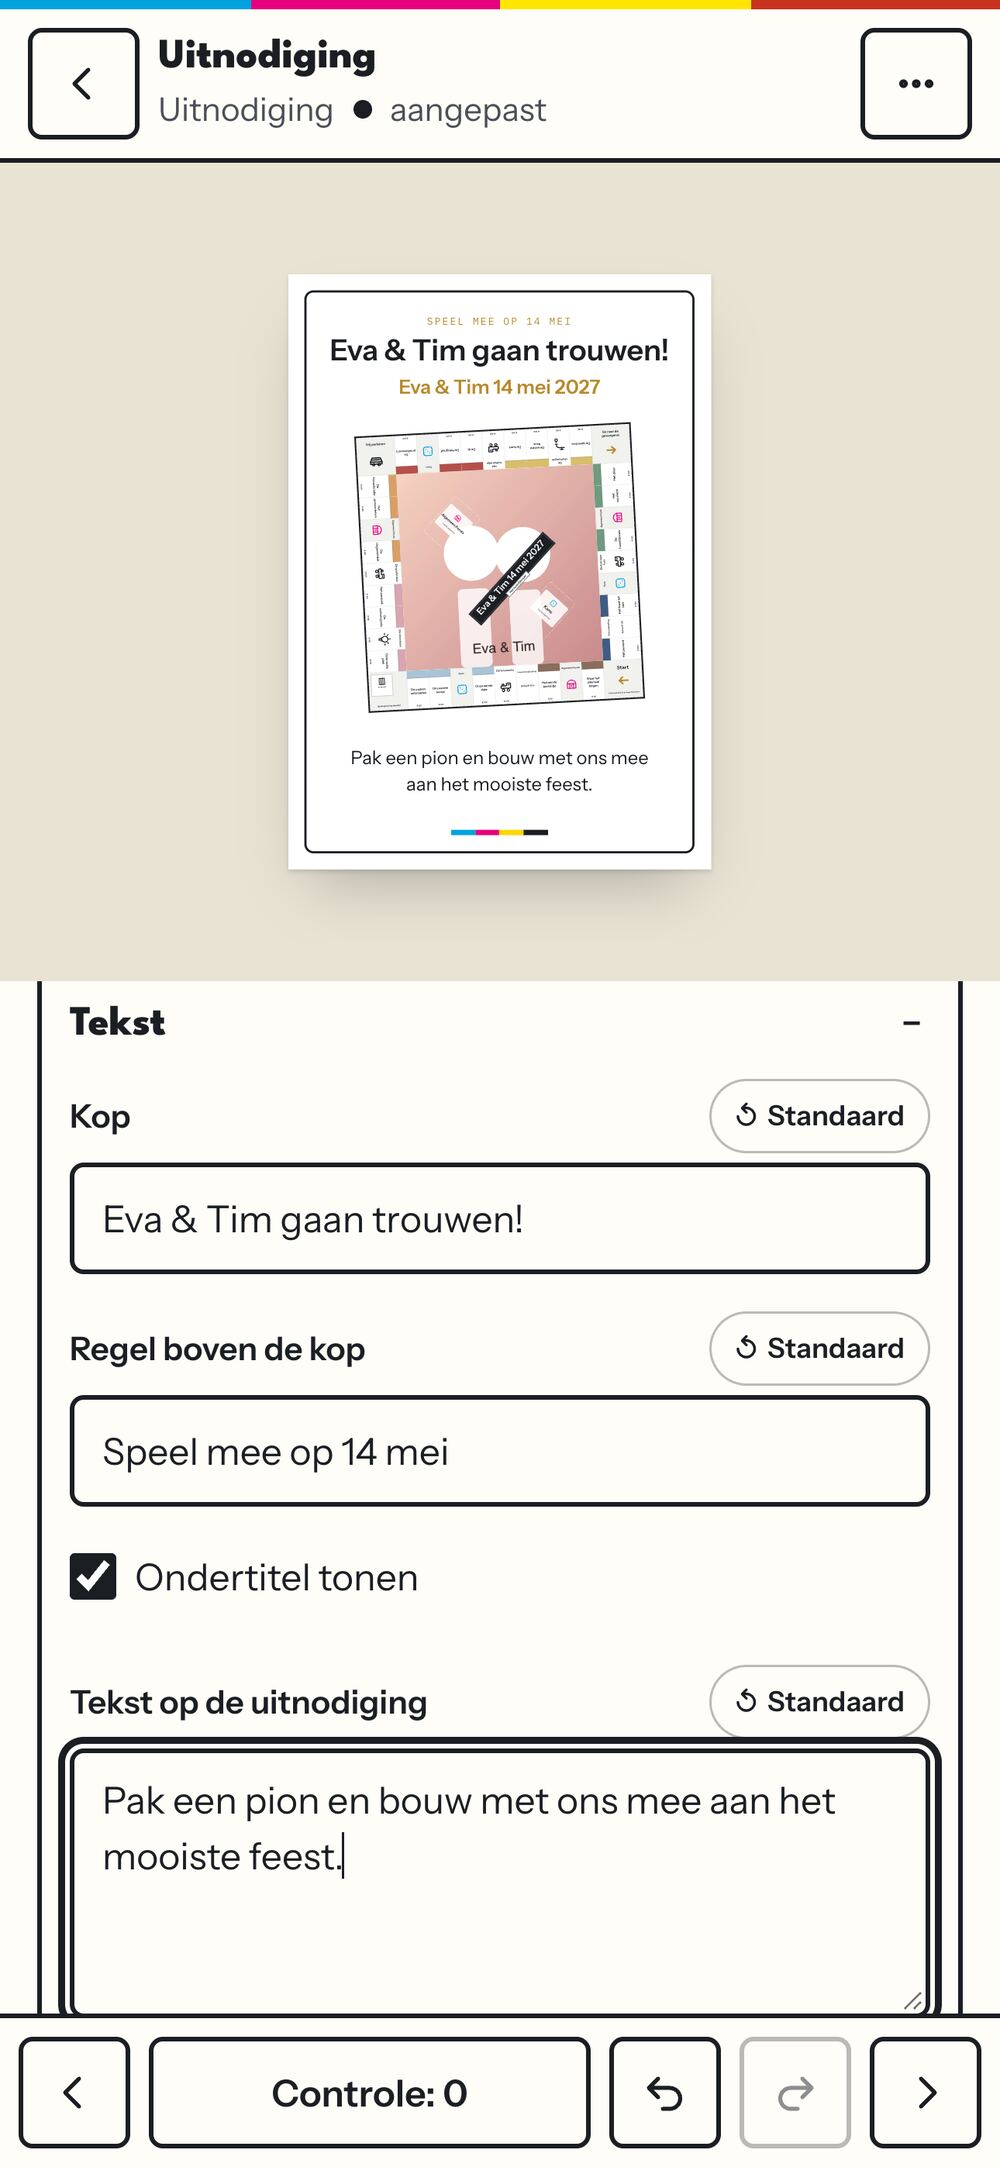 Uitnodiging
Uitnodiging ● aangepast
SPEEL MEE OP 14 MEI
Eva & Tim gaan trouwen!
Eva & Tim 14 mei 2027
Eva & Tim 14 mei 2027
Eva & Tim
Start
Pak een pion en bouw met ons mee
aan het mooiste feest.
Tekst
Kop
Standaard
Eva & Tim gaan trouwen!
Regel boven de kop
Standaard
Speel mee op 14 mei
Ondertitel tonen
Tekst op de uitnodiging
Standaard
Pak een pion en bouw met ons mee aan het
mooiste feest.
Controle: 0